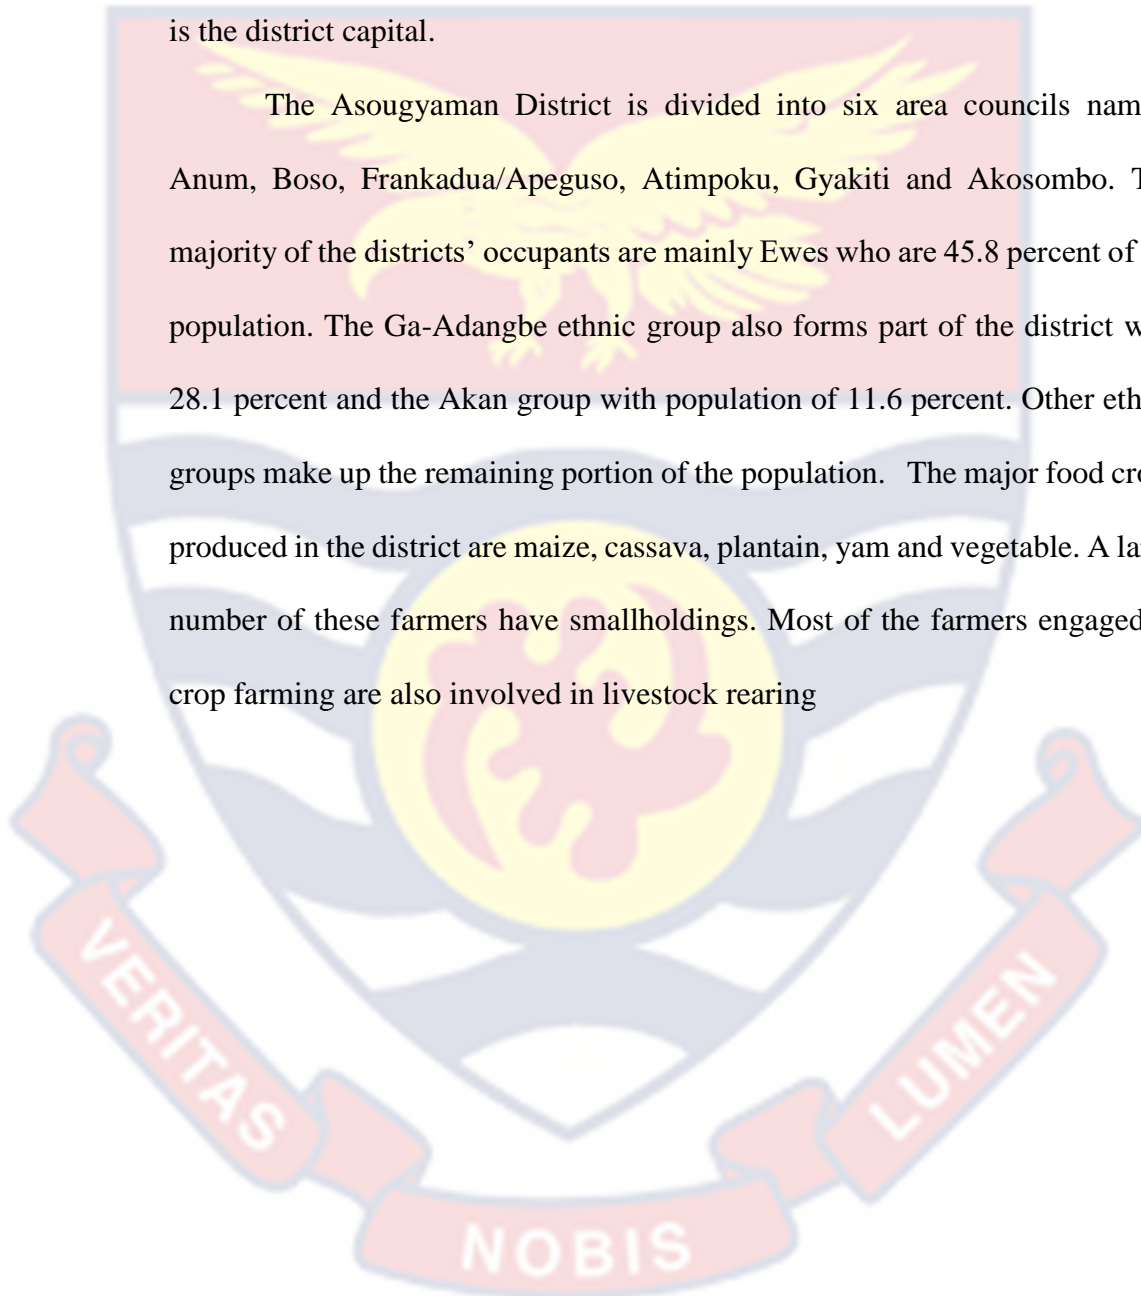 is the district capital.
The Asougyaman District is divided into six area councils nam
Anum, Boso, Frankadua/Apeguso, Atimpoku, Gyakiti and Akosombo. T
majority of the districts’ occupants are mainly Ewes who are 45.8 percent of
population. The Ga-Adangbe ethnic group also forms part of the district w
28.1 percent and the Akan group with population of 11.6 percent. Other eth
groups make up the remaining portion of the population. The major food cro
produced in the district are maize, cassava, plantain, yam and vegetable. A la
number of these farmers have smallholdings. Most of the farmers engaged
crop farming are also involved in livestock rearing
VERITAS
NOBIS
LUMEN